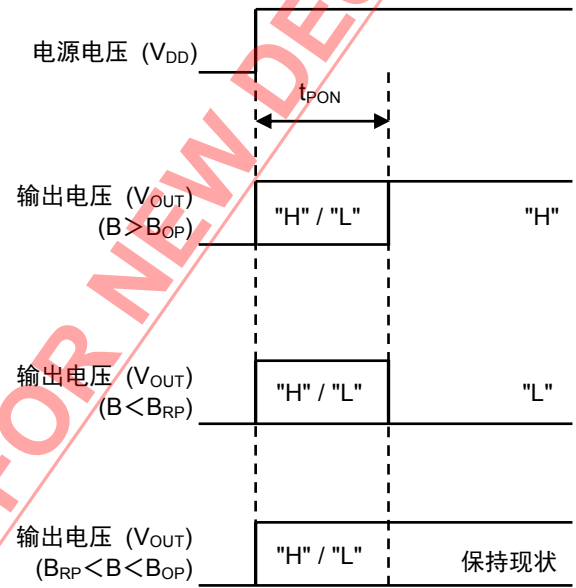 电源电压 (VDD)
tPON
输出电压 (VOUT)
(B＞BOP)
"H" / "L"
"H"
输出电压 (VOUT)
(B＜BRP)
"H" / "L"
"L"
输出电压 (VOUT)
(BRP＜B＜BOP)
"H" / "L"
保持现状
FOR NEW DE